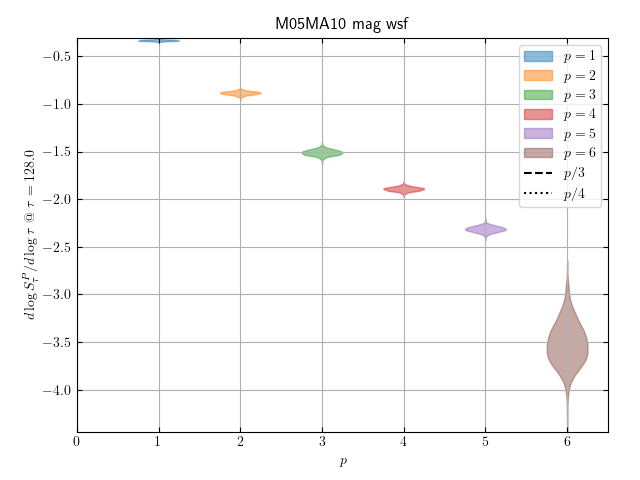 M05MA10 mag wsf
−0.5
−1.0
−1.5
−2.0
−2.5
−3.0
−3.5
−4.0
d log S_τ^P / d log τ @ τ = 128.0
0 1 2 3 4 5 6
p
p = 1
p = 2
p = 3
p = 4
p = 5
p = 6
p/3
p/4